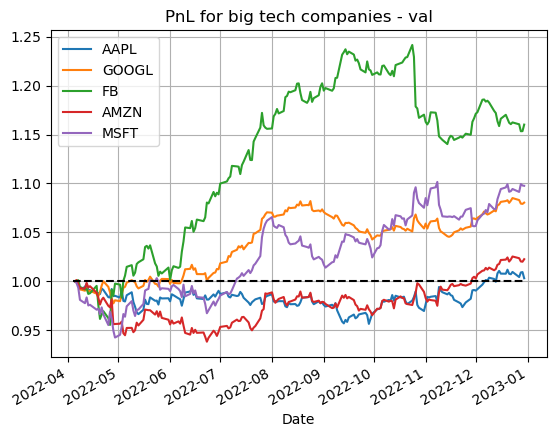 PnL for big tech companies - val
1.25
1.20
1.15
1.10
1.05
1.00
0.95
AAPL
GOOGL
FB
AMZN
MSFT
2022-04
2022-05
2022-06
2022-07
2022-08
2022-09
2022-10
2022-11
2022-12
2023-01
Date